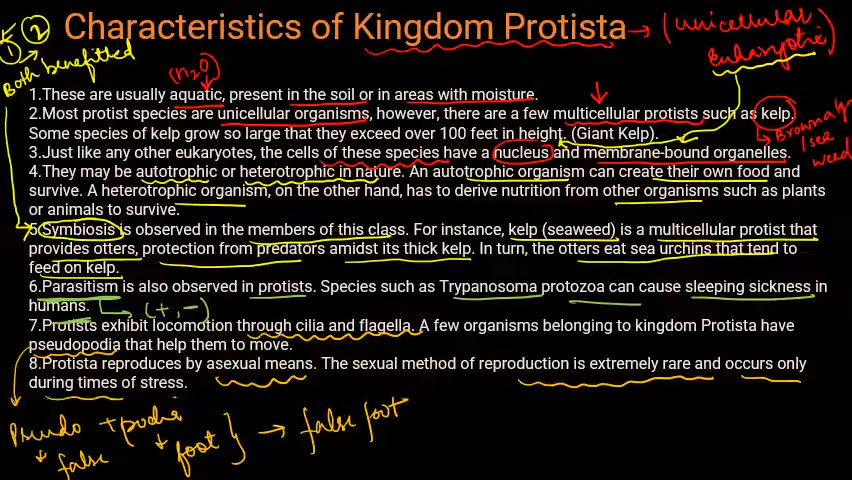 Characteristics of Kingdom Protista → (unicellular
Eukaryotic)
① ②
Both benefitted
(H₂O)
1.These are usually aquatic, present in the soil or in areas with moisture.
2.Most protist species are unicellular organisms, however, there are a few multicellular protists such as kelp.
Some species of kelp grow so large that they exceed over 100 feet in height. (Giant Kelp).
3.Just like any other eukaryotes, the cells of these species have a nucleus and membrane-bound organelles.
4.They may be autotrophic or heterotrophic in nature. An autotrophic organism can create their own food and
survive. A heterotrophic organism, on the other hand, has to derive nutrition from other organisms such as plants
or animals to survive.
5.Symbiosis is observed in the members of this class. For instance, kelp (seaweed) is a multicellular protist that
provides otters, protection from predators amidst its thick kelp. In turn, the otters eat sea urchins that tend to
feed on kelp.
6.Parasitism is also observed in protists. Species such as Trypanosoma protozoa can cause sleeping sickness in
humans. → (+, -)
7.Protists exhibit locomotion through cilia and flagella. A few organisms belonging to kingdom Protista have
pseudopodia that help them to move.
8.Protista reproduces by asexual means. The sexual method of reproduction is extremely rare and occurs only
during times of stress.
/see
weed)
Pseudo + podia } → false foot
false foot